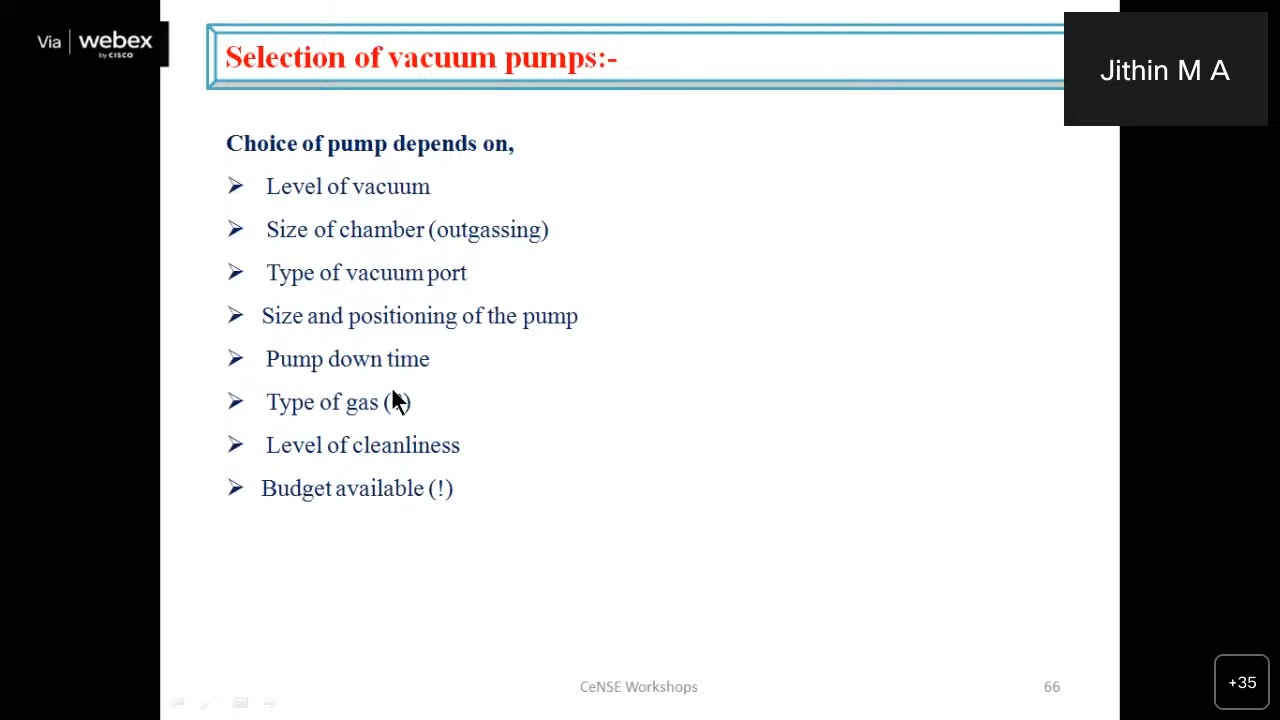 Via webex
by CISCO
Selection of vacuum pumps:-
Jithin M A
Choice of pump depends on,
Level of vacuum
Size of chamber (outgassing)
Type of vacuum port
Size and positioning of the pump
Pump down time
Type of gas
Level of cleanliness
Budget available (!)
CeNSE Workshops
66
+35